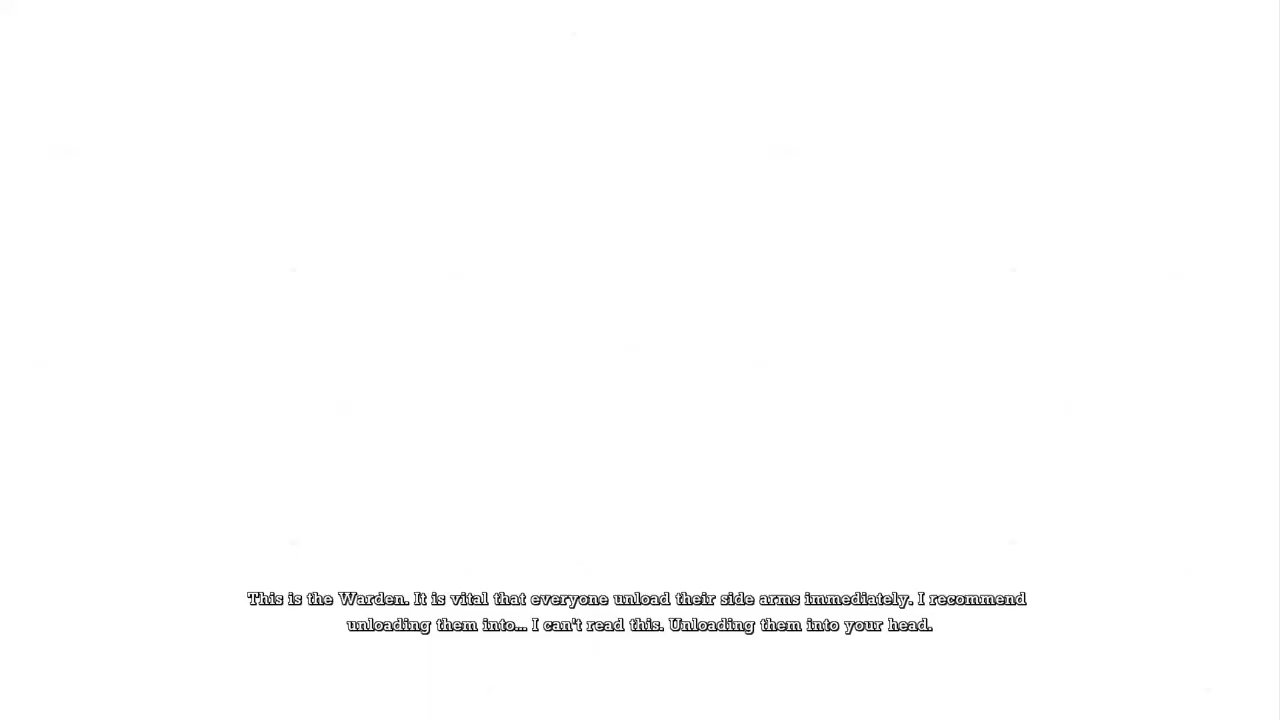 This is the Warden. It is vital that everyone unload their side arms immediately. I recommend
unloading them into... I can't read this. Unloading them into your head.